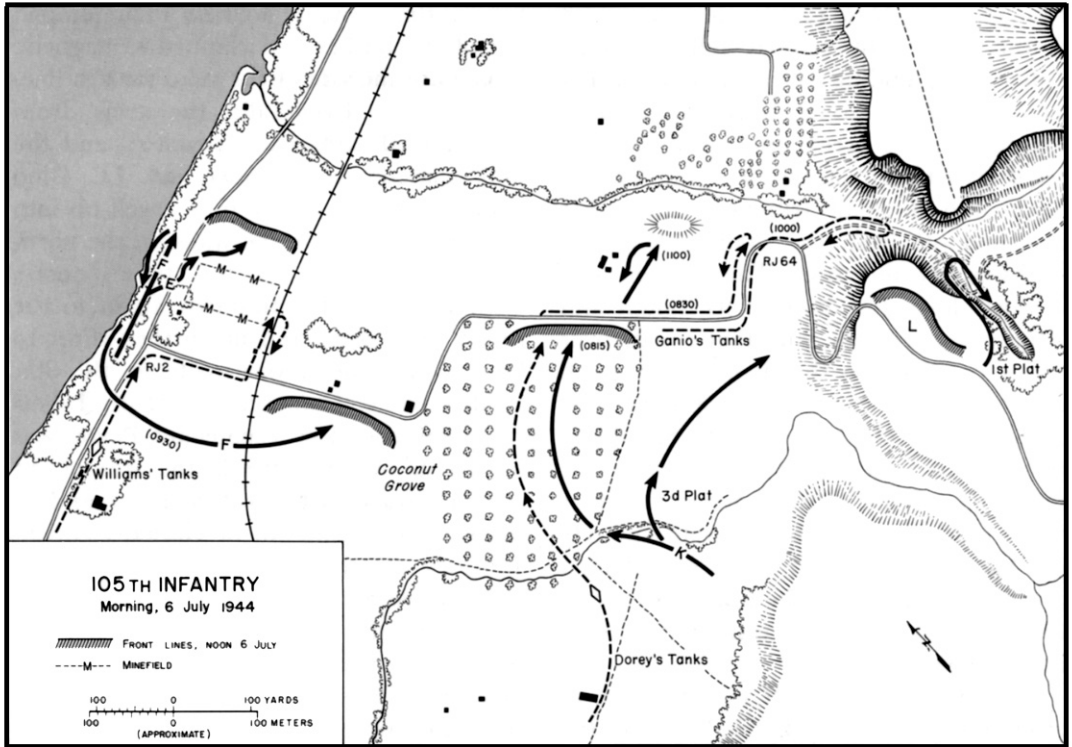 (1000)
RJ64
(1100)
(0830)
Ganio's Tanks
L
1st Plat
F
E
M
M
M
M
(0815)
RJ2
F
(0930)
Williams' Tanks
Coconut
Grove
3d Plat
K
Dorey's Tanks
N
105TH INFANTRY
Morning, 6 July 1944
FRONT LINES, NOON 6 JULY
M MINEFIELD
100 0 100 YARDS
100 0 100 METERS
(APPROXIMATE)